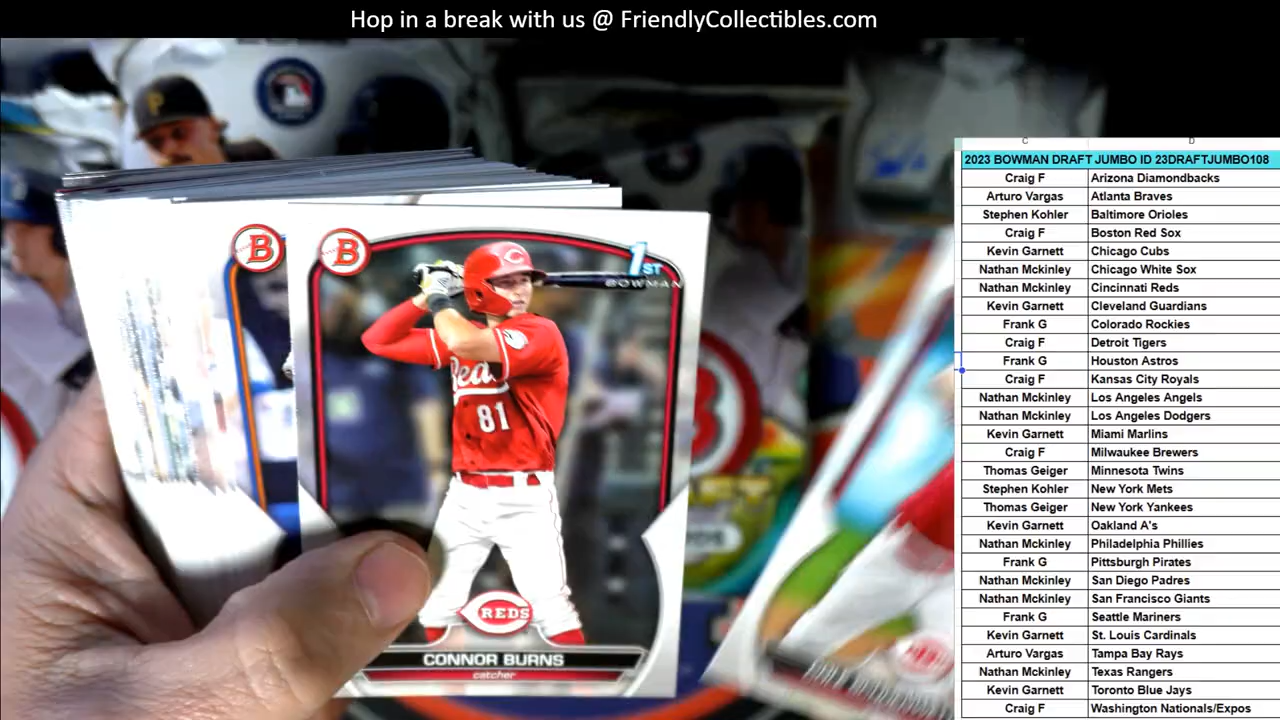 Hop in a break with us @ FriendlyCollectibles.com
C D
2023 BOWMAN DRAFT JUMBO ID 23DRAFTJUMBO108
Craig F Arizona Diamondbacks
Arturo Vargas Atlanta Braves
Stephen Kohler Baltimore Orioles
Craig F Boston Red Sox
Kevin Garnett Chicago Cubs
Nathan Mckinley Chicago White Sox
Nathan Mckinley Cincinnati Reds
Kevin Garnett Cleveland Guardians
Frank G Colorado Rockies
Craig F Detroit Tigers
Frank G Houston Astros
Craig F Kansas City Royals
Nathan Mckinley Los Angeles Angels
Nathan Mckinley Los Angeles Dodgers
Kevin Garnett Miami Marlins
Craig F Milwaukee Brewers
Thomas Geiger Minnesota Twins
Stephen Kohler New York Mets
Thomas Geiger New York Yankees
Kevin Garnett Oakland A's
Nathan Mckinley Philadelphia Phillies
Frank G Pittsburgh Pirates
Nathan Mckinley San Diego Padres
Nathan Mckinley San Francisco Giants
Frank G Seattle Mariners
Kevin Garnett St. Louis Cardinals
Arturo Vargas Tampa Bay Rays
Nathan Mckinley Texas Rangers
Kevin Garnett Toronto Blue Jays
Craig F Washington Nationals/Expos
P
B
B
1ST
BOWMAN
C
Reds
81
REDS
CONNOR BURNS
catcher